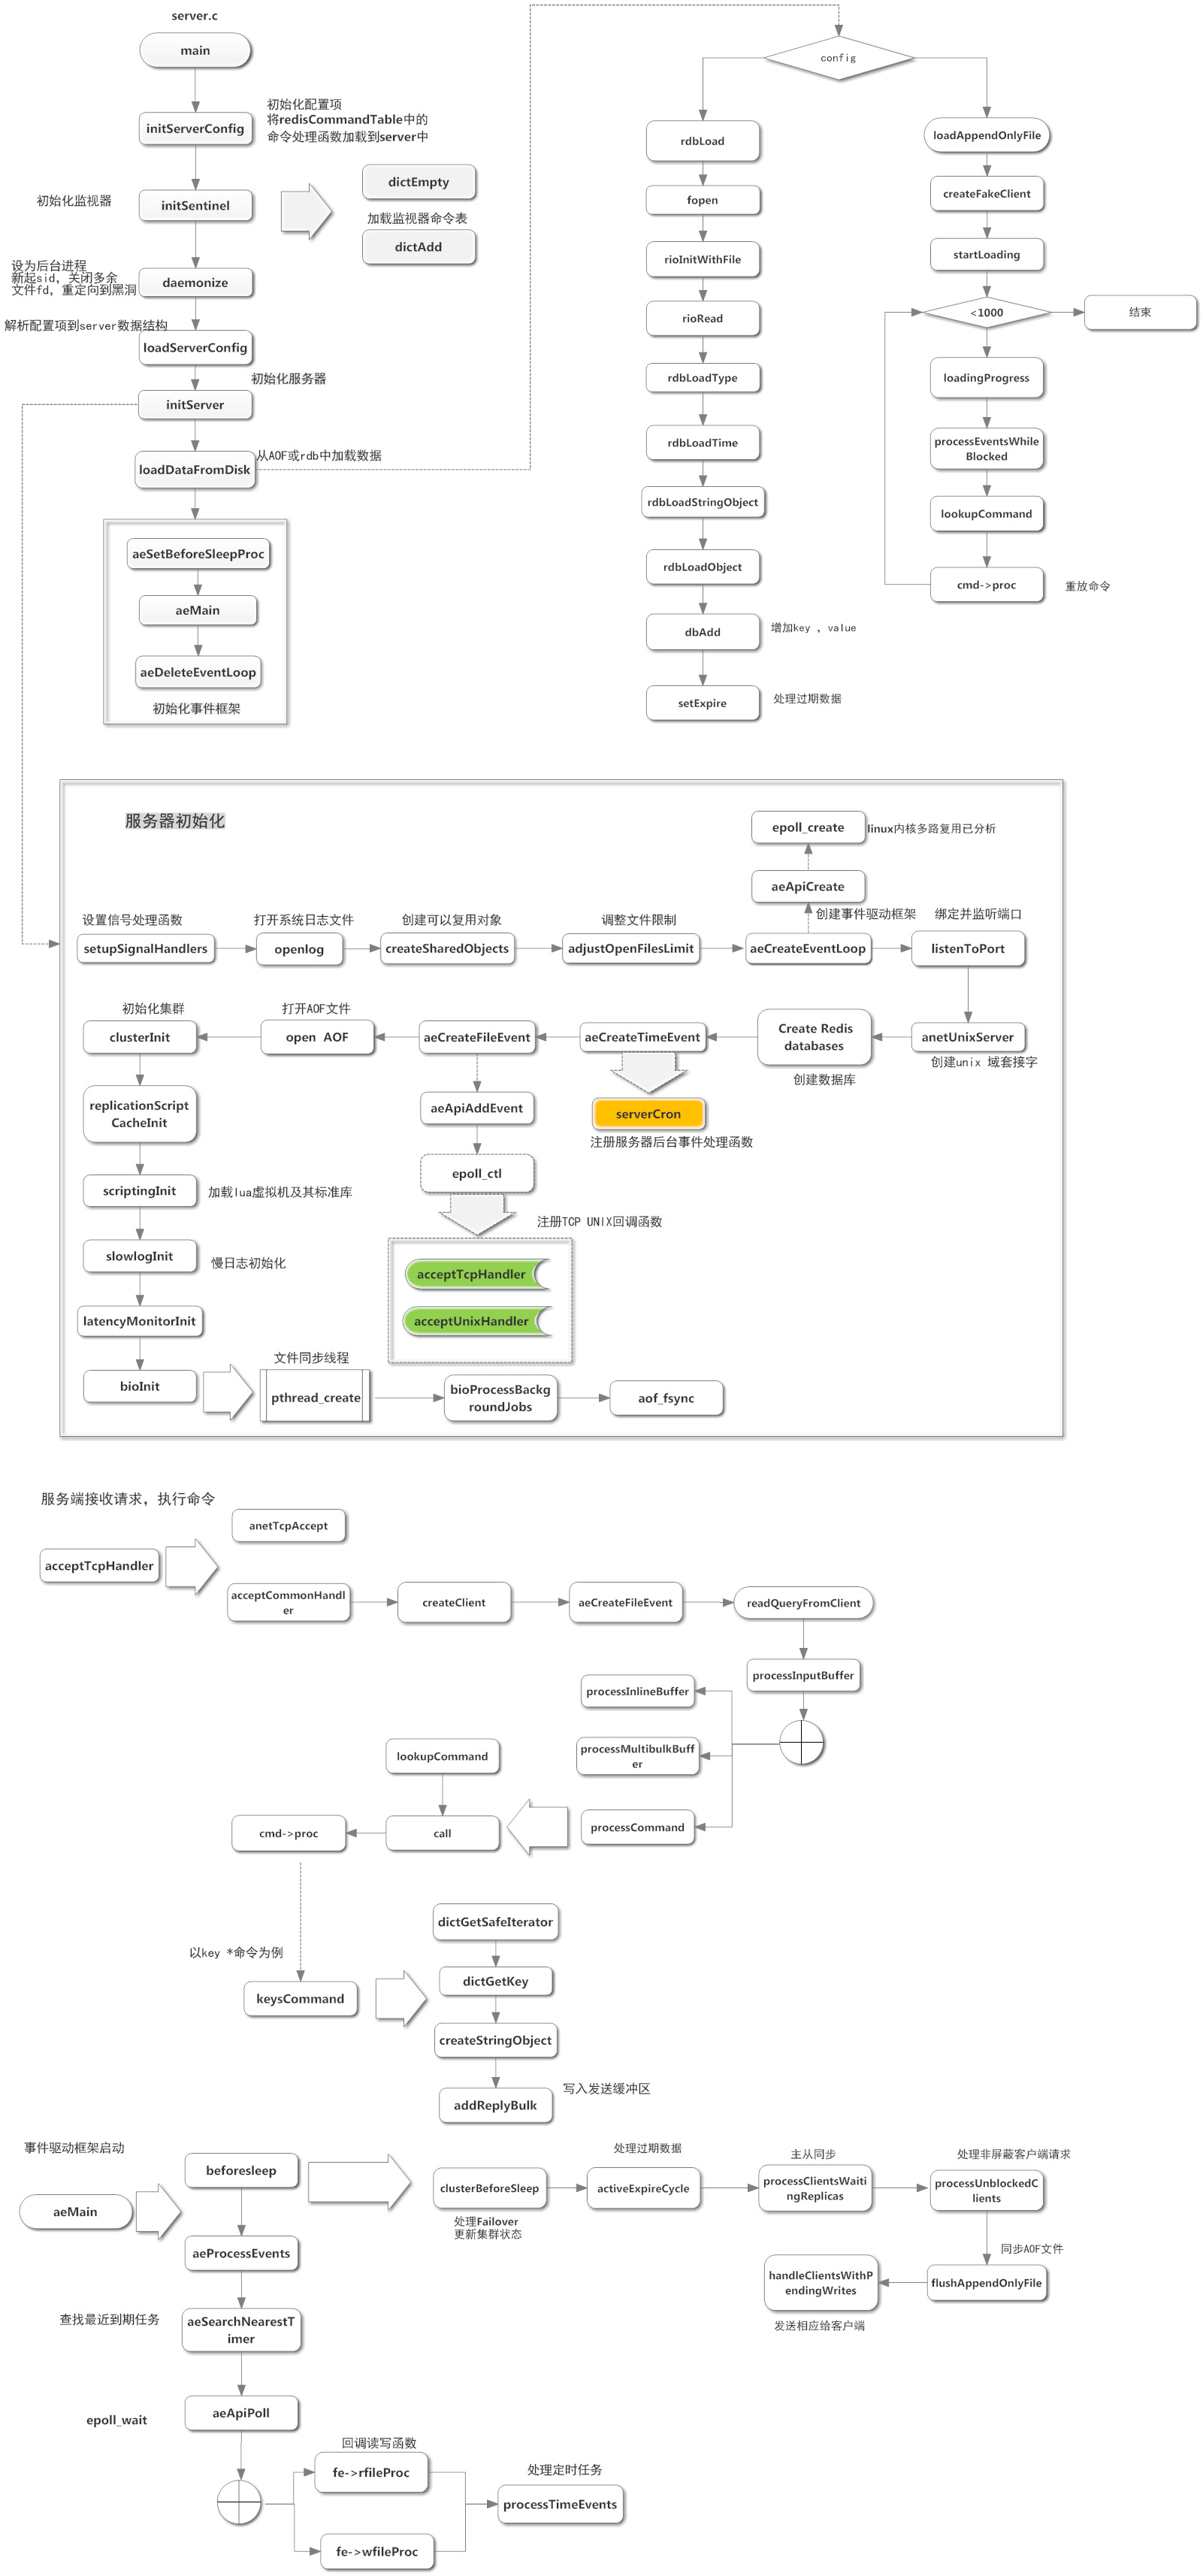 server.c
main
initServerConfig
初始化配置项
将redisCommandTable中的
命令处理函数加载到server中
初始化监视器
initSentinel
dictEmpty
加载监视器命令表
dictAdd
设为后台进程
新起sid, 关闭多余
文件fd, 重定向到黑洞
daemonize
解析配置项到server数据结构
loadServerConfig
初始化服务器
initServer
从AOF或rdb中加载数据
loadDataFromDisk
aeSetBeforeSleepProc
aeMain
aeDeleteEventLoop
初始化事件框架
config
rdbLoad
fopen
rioInitWithFile
rioRead
rdbLoadType
rdbLoadTime
rdbLoadStringObject
rdbLoadObject
dbAdd
增加key , value
setExpire
处理过期数据
loadAppendOnlyFile
createFakeClient
startLoading
<1000
结束
loadingProgress
processEventsWhile
Blocked
lookupCommand
cmd->proc
重放命令
服务器初始化
epoll_create
linux内核多路复用已分析
aeApiCreate
创建事件驱动框架
设置信号处理函数
打开系统日志文件
创建可以复用对象
调整文件限制
绑定并监听端口
setupSignalHandlers
openlog
createSharedObjects
adjustOpenFilesLimit
aeCreateEventLoop
listenToPort
初始化集群
打开AOF文件
clusterInit
open AOF
aeCreateFileEvent
aeCreateTimeEvent
Create Redis
databases
anetUnixServer
创建unix 域套接字
创建数据库
replicationScript
CacheInit
aeApiAddEvent
serverCron
注册服务器后台事件处理函数
epoll_ctl
scriptingInit
加载lua虚拟机及其标准库
注册TCP UNIX回调函数
slowlogInit
慢日志初始化
acceptTcpHandler
acceptUnixHandler
latencyMonitorInit
文件同步线程
bioInit
pthread_create
bioProcessBackg
roundJobs
aof_fsync
服务端接收请求, 执行命令
anetTcpAccept
acceptTcpHandler
acceptCommonHandl
er
createClient
aeCreateFileEvent
readQueryFromClient
processInputBuffer
processInlineBuffer
processMultibulkBuff
er
processCommand
lookupCommand
call
cmd->proc
以key *命令为例
keysCommand
dictGetSafeIterator
dictGetKey
createStringObject
addReplyBulk
写入发送缓冲区
事件驱动框架启动
aeMain
beforesleep
clusterBeforeSleep
处理Failover
更新集群状态
处理过期数据
activeExpireCycle
主从同步
processClientsWaiti
ngReplicas
处理非屏蔽客户端请求
processUnblockedC
lients
同步AOF文件
flushAppendOnlyFile
handleClientsWithP
endingWrites
发送相应给客户端
aeProcessEvents
查找最近到期任务
aeSearchNearestT
imer
epoll_wait
aeApiPoll
回调读写函数
fe->rfileProc
fe->wfileProc
处理定时任务
processTimeEvents